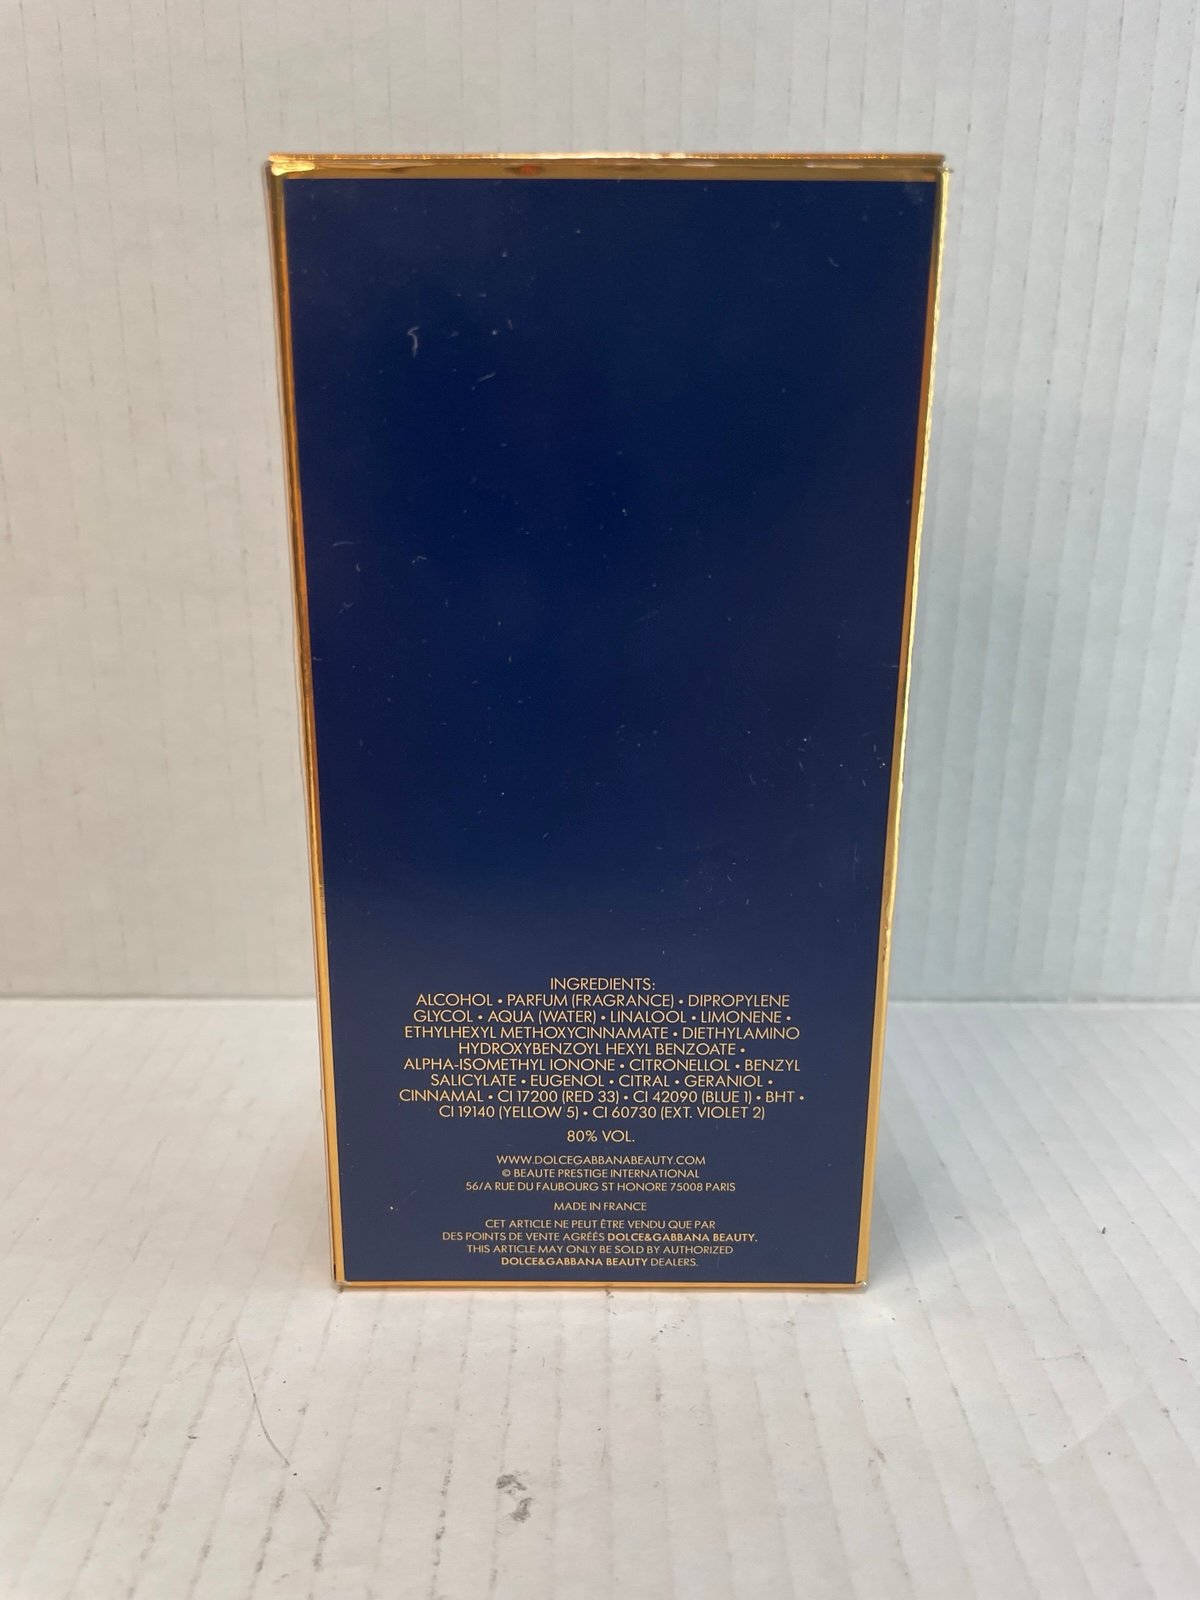 INGREDIENTS:
ALCOHOL • PARFUM (FRAGRANCE) • DIPROPYLENE
GLYCOL • AQUA (WATER) • LINALOOL • LIMONENE •
ETHYLHEXYL METHOXYCINNAMATE • DIETHYLAMINO
HYDROXYBENZOYL HEXYL BENZOATE •
ALPHA-ISOMETHYL IONONE • CITRONELLOL • BENZYL
SALICYLATE • EUGENOL • CITRAL • GERANIOL •
CINNAMAL • CI 17200 (RED 33) • CI 42090 (BLUE 1) • BHT •
CI 19140 (YELLOW 5) • CI 60730 (EXT. VIOLET 2)
80% VOL.
WWW.DOLCEGABBANABEAUTY.COM
© BEAUTE PRESTIGE INTERNATIONAL
56/A RUE DU FAUBOURG ST HONORE 75008 PARIS
MADE IN FRANCE
CET ARTICLE NE PEUT ÊTRE VENDU QUE PAR
DES POINTS DE VENTE AGRÉÉS DOLCE&GABBANA BEAUTY.
THIS ARTICLE MAY ONLY BE SOLD BY AUTHORIZED
DOLCE&GABBANA BEAUTY DEALERS.